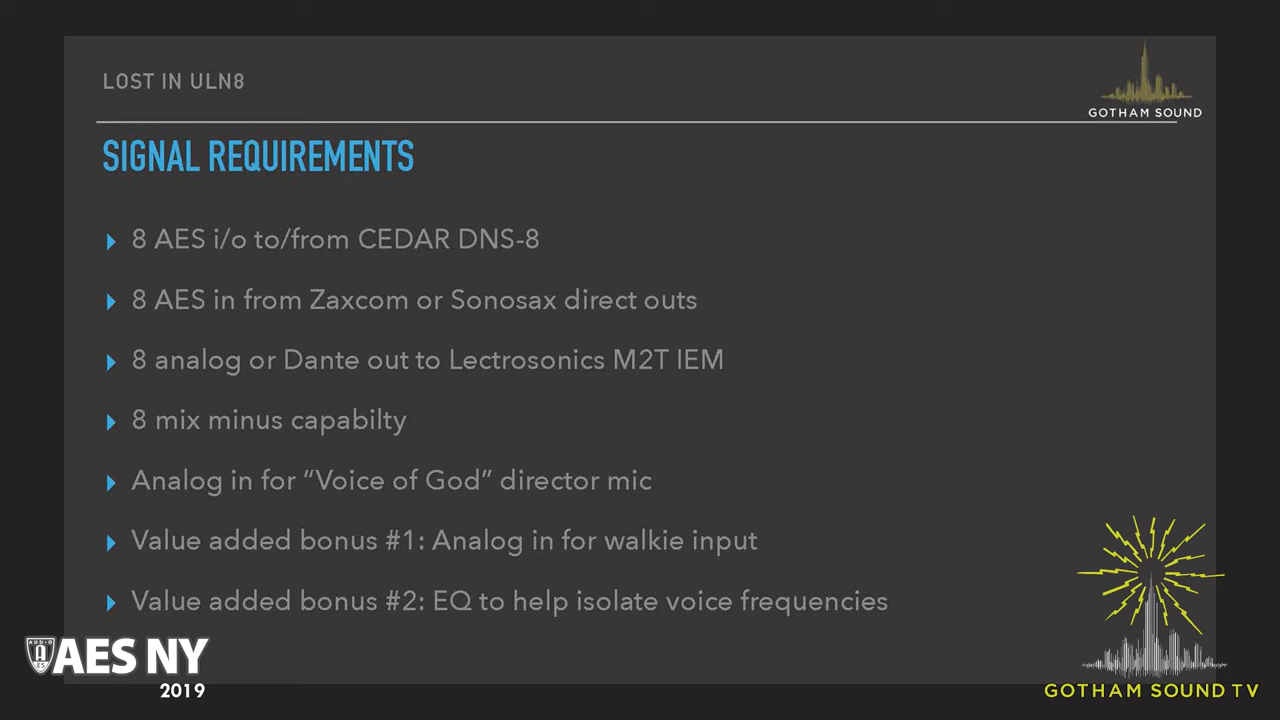 LOST IN ULN8
GOTHAM SOUND
SIGNAL REQUIREMENTS
8 AES i/o to/from CEDAR DNS-8
8 AES in from Zaxcom or Sonosax direct outs
8 analog or Dante out to Lectrosonics M2T IEM
8 mix minus capabilty
Analog in for “Voice of God” director mic
Value added bonus #1: Analog in for walkie input
Value added bonus #2: EQ to help isolate voice frequencies
AUDIO
A
ES
AES NY
2019
GOTHAM SOUND TV